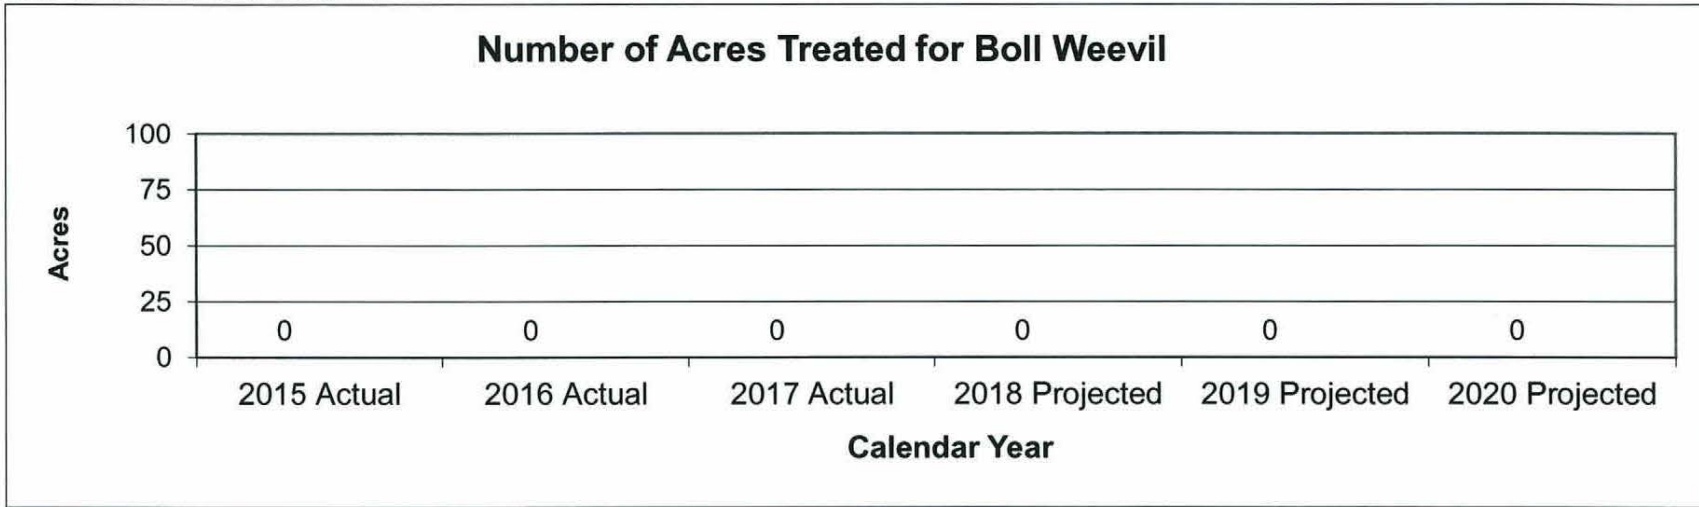 Number of Acres Treated for Boll Weevil
100
75
50
25
0
Acres
0 0 0 0 0 0
2015 Actual 2016 Actual 2017 Actual 2018 Projected 2019 Projected 2020 Projected
Calendar Year